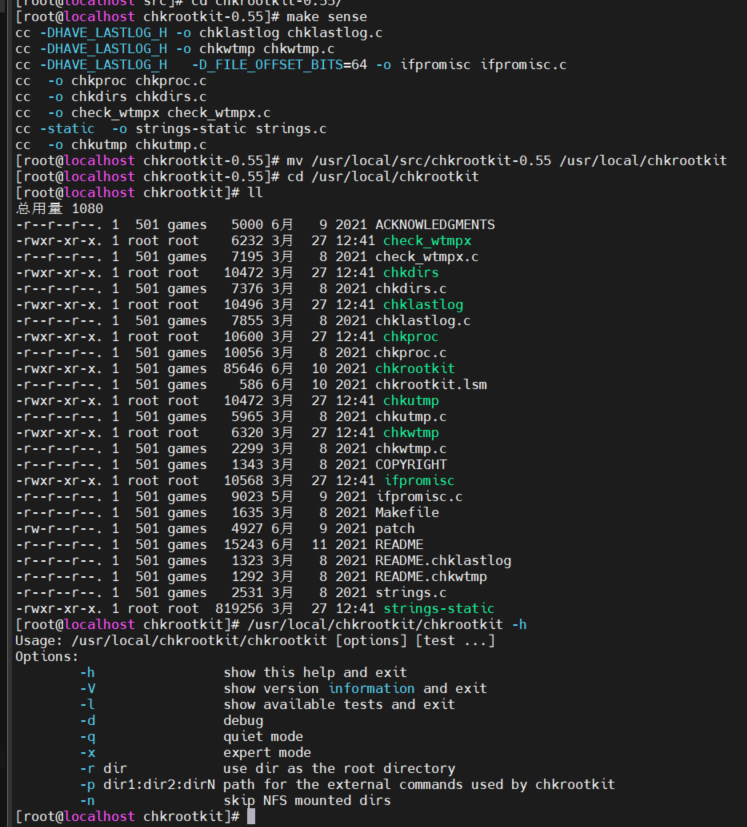 [root@localhost src]# cd chkrootkit-0.55/
[root@localhost chkrootkit-0.55]# make sense
cc -DHAVE_LASTLOG_H -o chklastlog chklastlog.c
cc -DHAVE_LASTLOG_H -o chkwtmp chkwtmp.c
cc -DHAVE_LASTLOG_H   -D_FILE_OFFSET_BITS=64 -o ifpromisc ifpromisc.c
cc  -o chkproc chkproc.c
cc  -o chkdirs chkdirs.c
cc  -o check_wtmpx check_wtmpx.c
cc -static  -o strings-static strings.c
cc  -o chkutmp chkutmp.c
[root@localhost chkrootkit-0.55]# mv /usr/local/src/chkrootkit-0.55 /usr/local/chkrootkit
[root@localhost chkrootkit-0.55]# cd /usr/local/chkrootkit
[root@localhost chkrootkit]# ll
总用量 1080
-r--r--r--. 1  501 games   5000 6月   9 2021 ACKNOWLEDGMENTS
-rwxr-xr-x. 1 root root    6232 3月  27 12:41 check_wtmpx
-r--r--r--. 1  501 games   7195 3月   8 2021 check_wtmpx.c
-rwxr-xr-x. 1 root root   10472 3月  27 12:41 chkdirs
-r--r--r--. 1  501 games   7376 3月   8 2021 chkdirs.c
-rwxr-xr-x. 1 root root   10496 3月  27 12:41 chklastlog
-r--r--r--. 1  501 games   7855 3月   8 2021 chklastlog.c
-rwxr-xr-x. 1 root root   10600 3月  27 12:41 chkproc
-r--r--r--. 1  501 games  10056 3月   8 2021 chkproc.c
-rwxr-xr-x. 1  501 games  85646 6月  10 2021 chkrootkit
-r--r--r--. 1  501 games    586 6月  10 2021 chkrootkit.lsm
-rwxr-xr-x. 1 root root   10472 3月  27 12:41 chkutmp
-r--r--r--. 1  501 games   5965 3月   8 2021 chkutmp.c
-rwxr-xr-x. 1 root root    6320 3月  27 12:41 chkwtmp
-r--r--r--. 1  501 games   2299 3月   8 2021 chkwtmp.c
-r--r--r--. 1  501 games   1343 3月   8 2021 COPYRIGHT
-rwxr-xr-x. 1 root root   10568 3月  27 12:41 ifpromisc
-r--r--r--. 1  501 games   9023 5月   9 2021 ifpromisc.c
-r--r--r--. 1  501 games   1635 3月   8 2021 Makefile
-rw-r--r--. 1  501 games   4927 6月   9 2021 patch
-r--r--r--. 1  501 games  15243 6月  11 2021 README
-r--r--r--. 1  501 games   1323 3月   8 2021 README.chklastlog
-r--r--r--. 1  501 games   1292 3月   8 2021 README.chkwtmp
-r--r--r--. 1  501 games   2531 3月   8 2021 strings.c
-rwxr-xr-x. 1 root root  819256 3月  27 12:41 strings-static
[root@localhost chkrootkit]# /usr/local/chkrootkit/chkrootkit -h
Usage: /usr/local/chkrootkit/chkrootkit [options] [test ...]
Options:
        -h                show this help and exit
        -V                show version information and exit
        -l                show available tests and exit
        -d                debug
        -q                quiet mode
        -x                expert mode
        -r dir            use dir as the root directory
        -p dir1:dir2:dirN path for the external commands used by chkrootkit
        -n                skip NFS mounted dirs
[root@localhost chkrootkit]#